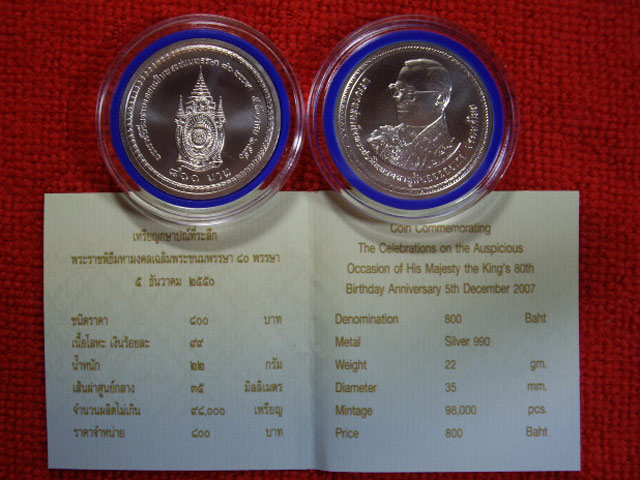 ๘๐๐ บาท
เหรียญกษาปณ์ที่ระลึก
พระราชพิธีมหามงคลเฉลิมพระชนมพรรษา ๘๐ พรรษา
๕ ธันวาคม ๒๕๕๐
ชนิดราคา ๘๐๐ บาท
เนื้อโลหะ เงินร้อยละ ๙๙
น้ำหนัก ๒๒ กรัม
เส้นผ่าศูนย์กลาง ๓๕ มิลลิเมตร
จำนวนผลิตไม่เกิน ๙๘,๐๐๐ เหรียญ
ราคาจำหน่าย ๘๐๐ บาท
Coin Commemorating
The Celebrations on the Auspicious
Occasion of His Majesty the King's 80th
Birthday Anniversary 5th December 2007
Denomination 800 Baht
Metal Silver 990
Weight 22 gm.
Diameter 35 mm.
Mintage 98,000 pcs.
Price 800 Baht